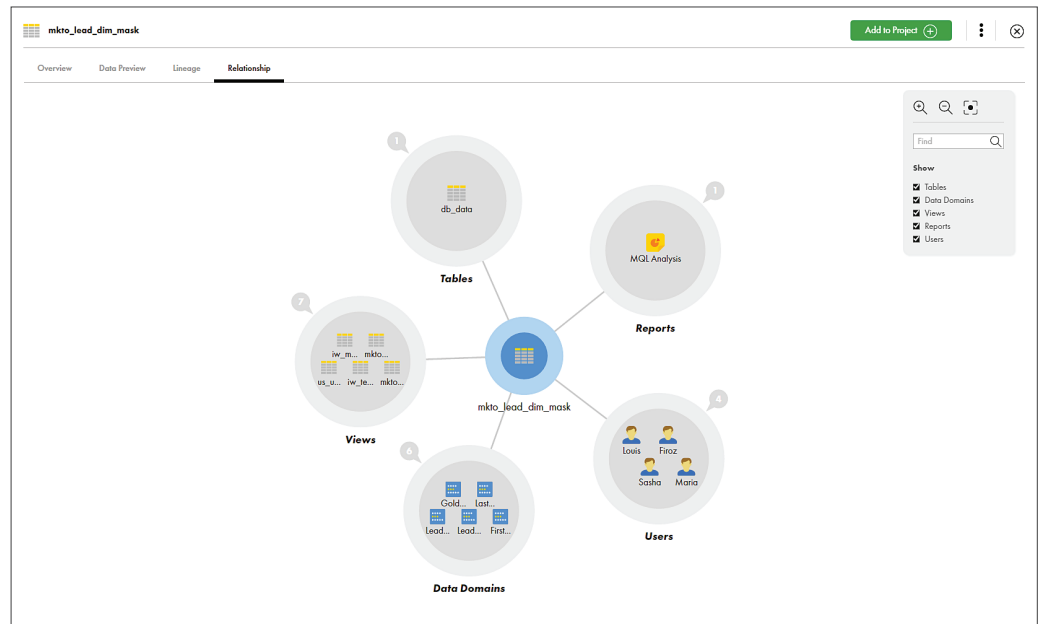 mkto_lead_dim_mask
Add to Project
Overview Data Preview Lineage Relationship
Find
Show
Tables
Data Domains
Views
Reports
Users
1
db_data
Tables
1
MQL Analysis
Reports
7
iw_m... mkto...
us_u... iw_te... mkto...
Views
mkto_lead_dim_mask
4
Louis Firoz
Sasha Maria
Users
6
Gold... Last...
Lead... Lead... First...
Data Domains